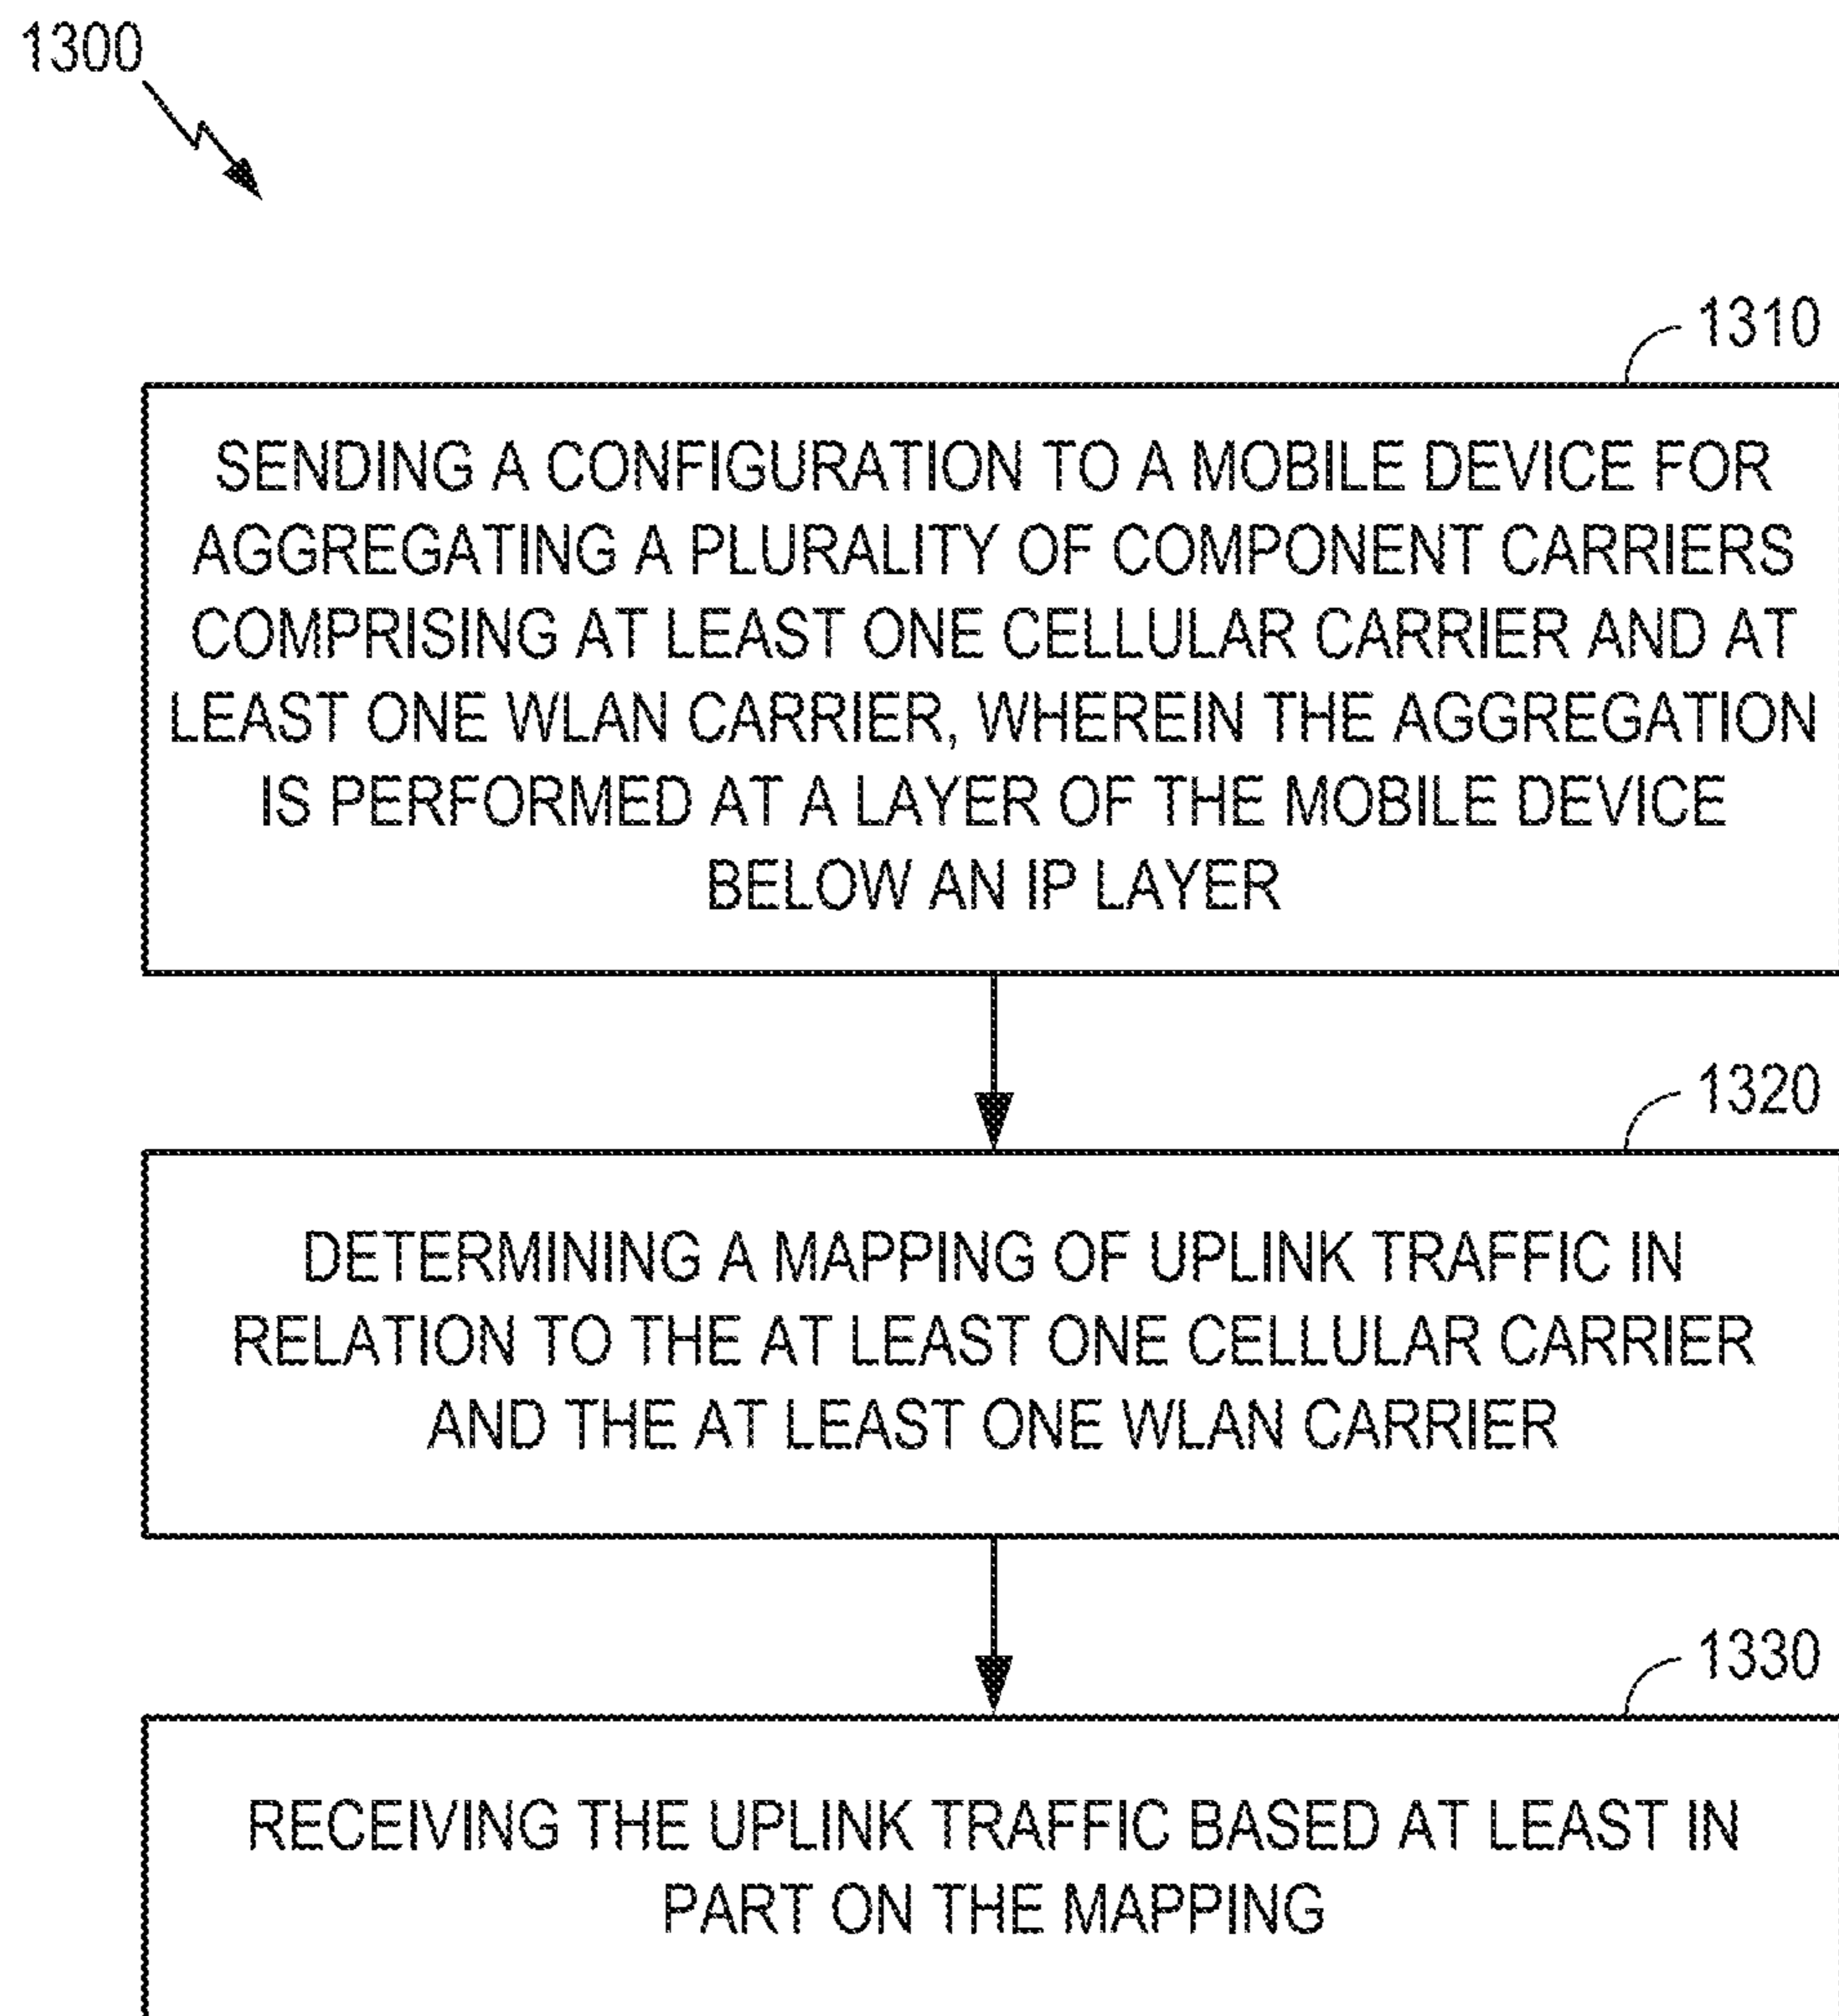 1300
1310
SENDING A CONFIGURATION TO A MOBILE DEVICE FOR
AGGREGATING A PLURALITY OF COMPONENT CARRIERS
COMPRISING AT LEAST ONE CELLULAR CARRIER AND AT
LEAST ONE WLAN CARRIER, WHEREIN THE AGGREGATION
IS PERFORMED AT A LAYER OF THE MOBILE DEVICE
BELOW AN IP LAYER
1320
DETERMINING A MAPPING OF UPLINK TRAFFIC IN
RELATION TO THE AT LEAST ONE CELLULAR CARRIER
AND THE AT LEAST ONE WLAN CARRIER
1330
RECEIVING THE UPLINK TRAFFIC BASED AT LEAST IN
PART ON THE MAPPING